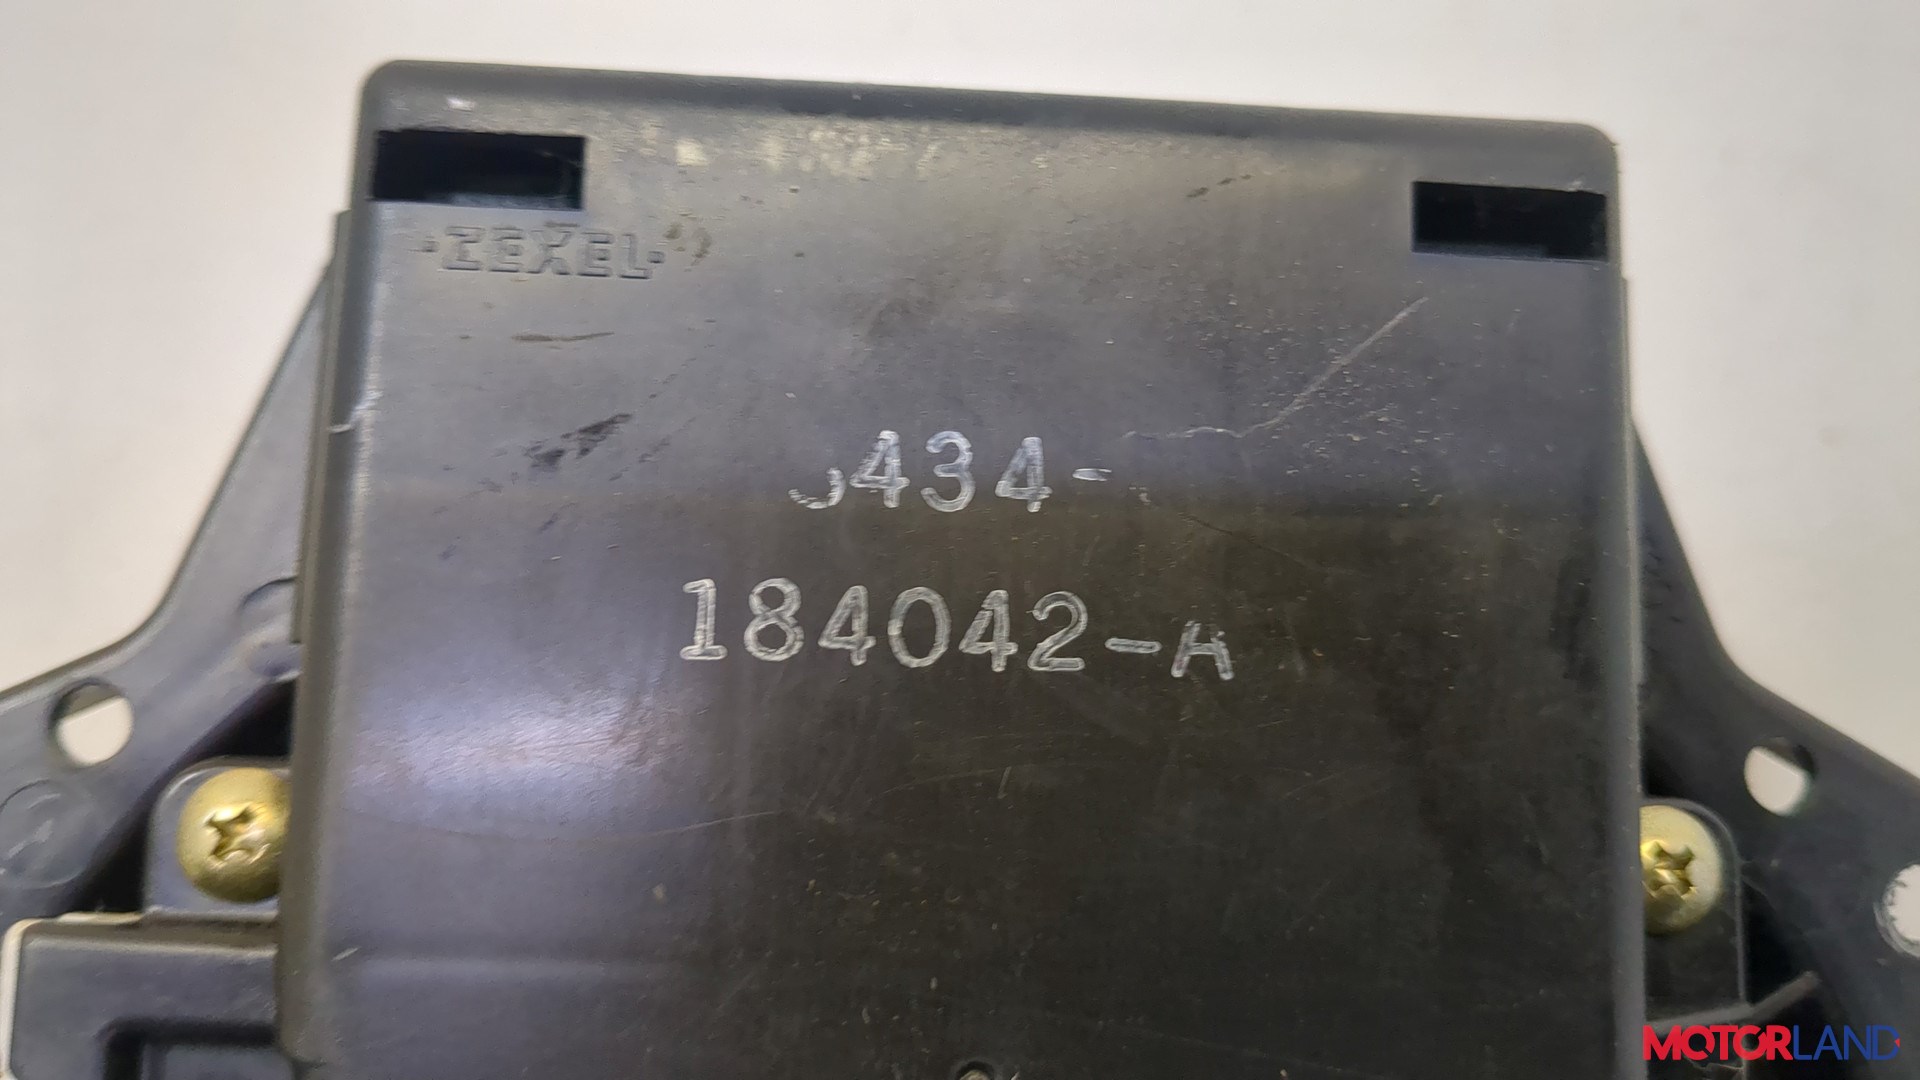 ·ZEXEL·
434-
184042-A
MOTORLAND